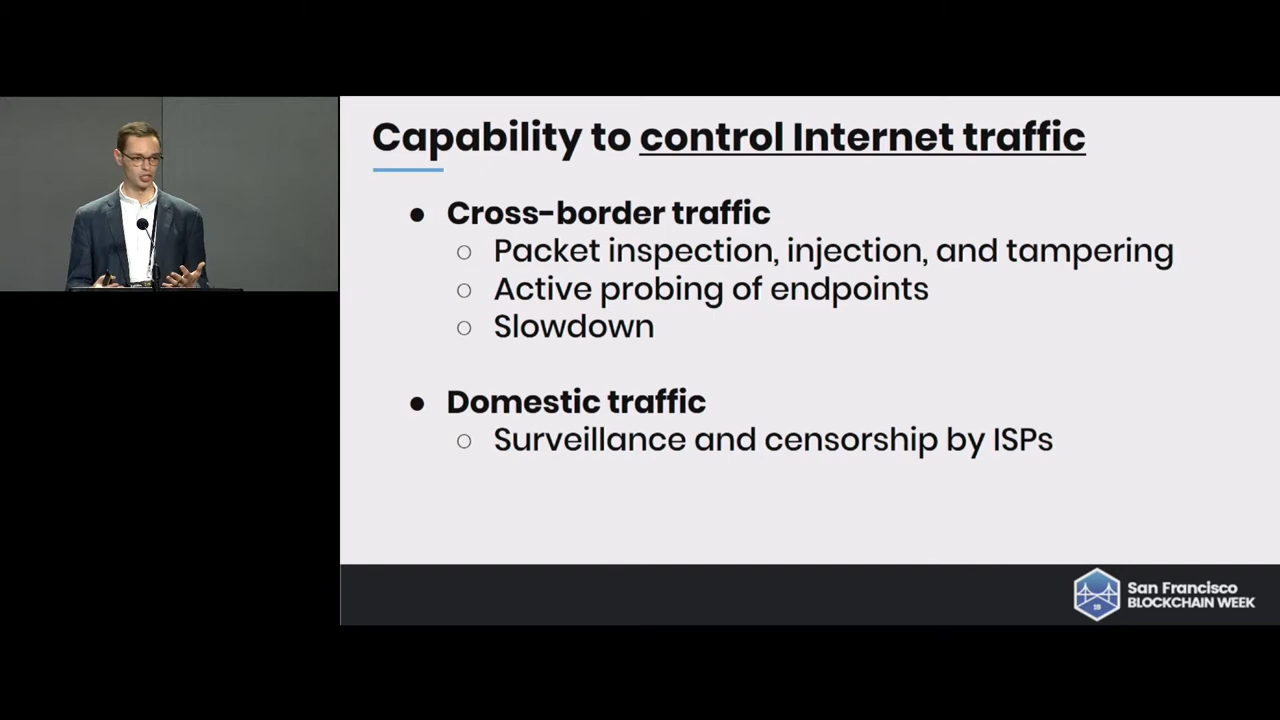 Capability to control Internet traffic
● Cross-border traffic
○ Packet inspection, injection, and tampering
○ Active probing of endpoints
○ Slowdown
● Domestic traffic
○ Surveillance and censorship by ISPs
18
San Francisco
BLOCKCHAIN WEEK